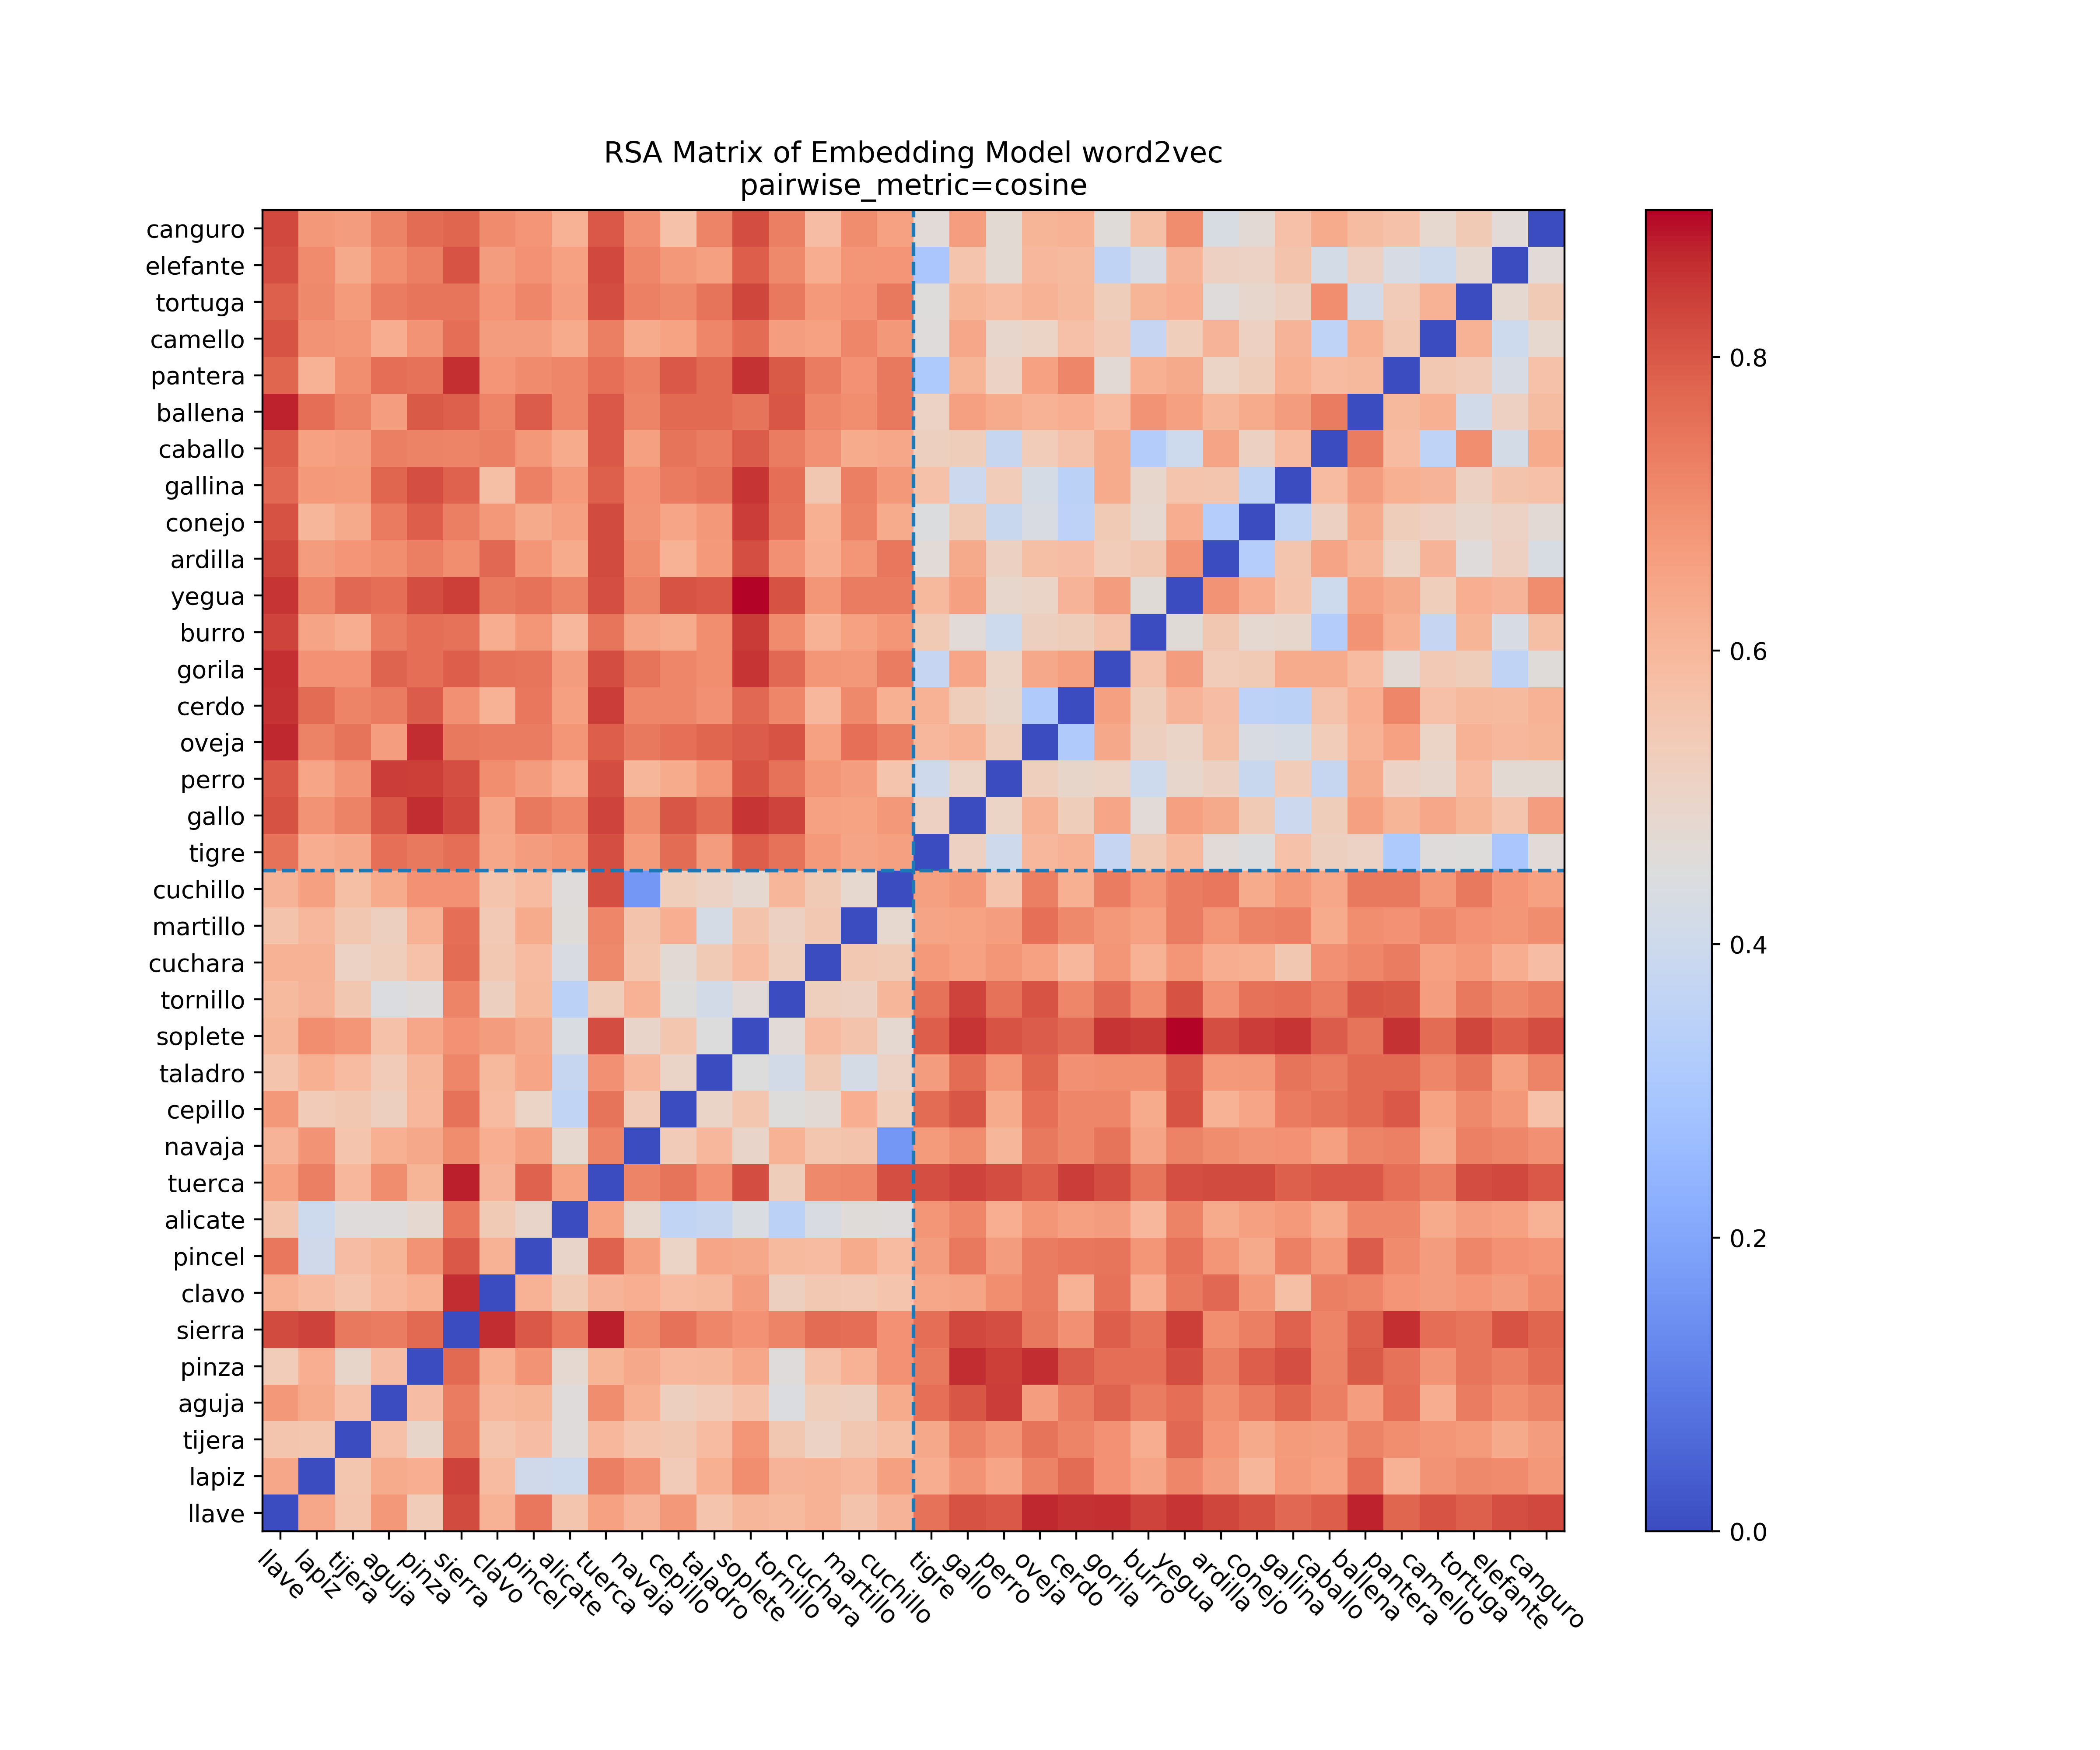 RSA Matrix of Embedding Model word2vec
pairwise_metric=cosine
canguro
elefante
tortuga
camello
pantera
ballena
caballo
gallina
conejo
ardilla
yegua
burro
gorila
cerdo
oveja
perro
gallo
tigre
cuchillo
martillo
cuchara
tornillo
soplete
taladro
cepillo
navaja
tuerca
alicate
pincel
clavo
sierra
pinza
aguja
tijera
lapiz
llave
llave
lapiz
tijera
aguja
pinza
sierra
clavo
pincel
alicate
tuerca
navaja
cepillo
taladro
soplete
tornillo
cuchara
martillo
cuchillo
tigre
gallo
perro
oveja
cerdo
gorila
burro
yegua
ardilla
conejo
gallina
caballo
ballena
pantera
camello
tortuga
elefante
canguro
0.8
0.6
0.4
0.2
0.0